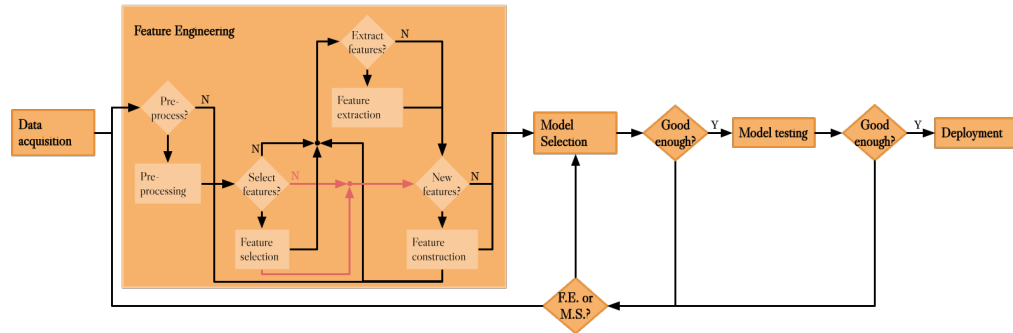 Feature Engineering
Extract
features?
N
Pre-
process?
N
Feature
extraction
Data
acquisition
Model
Selection
Good
enough?
Y
Model testing
Good
enough?
Y
Deployment
Pre-
processing
N
Select
features?
N
New
features?
N
Feature
selection
Feature
construction
F.E. or
M.S.?